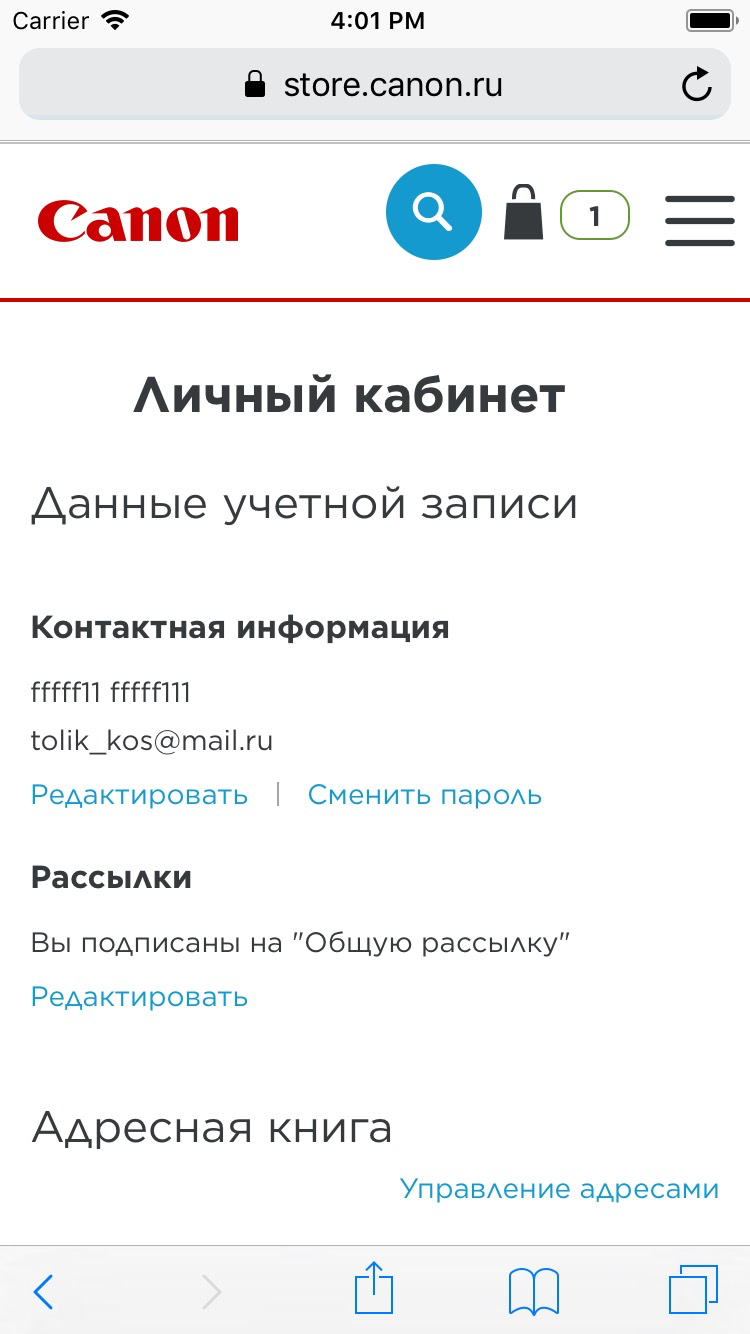 Carrier 4:01 PM
store.canon.ru
Canon 1
Личный кабинет
Данные учетной записи
Контактная информация
fffff11 fffff111
tolik_kos@mail.ru
Редактировать | Сменить пароль
Рассылки
Вы подписаны на "Общую рассылку"
Редактировать
Адресная книга
Управление адресами